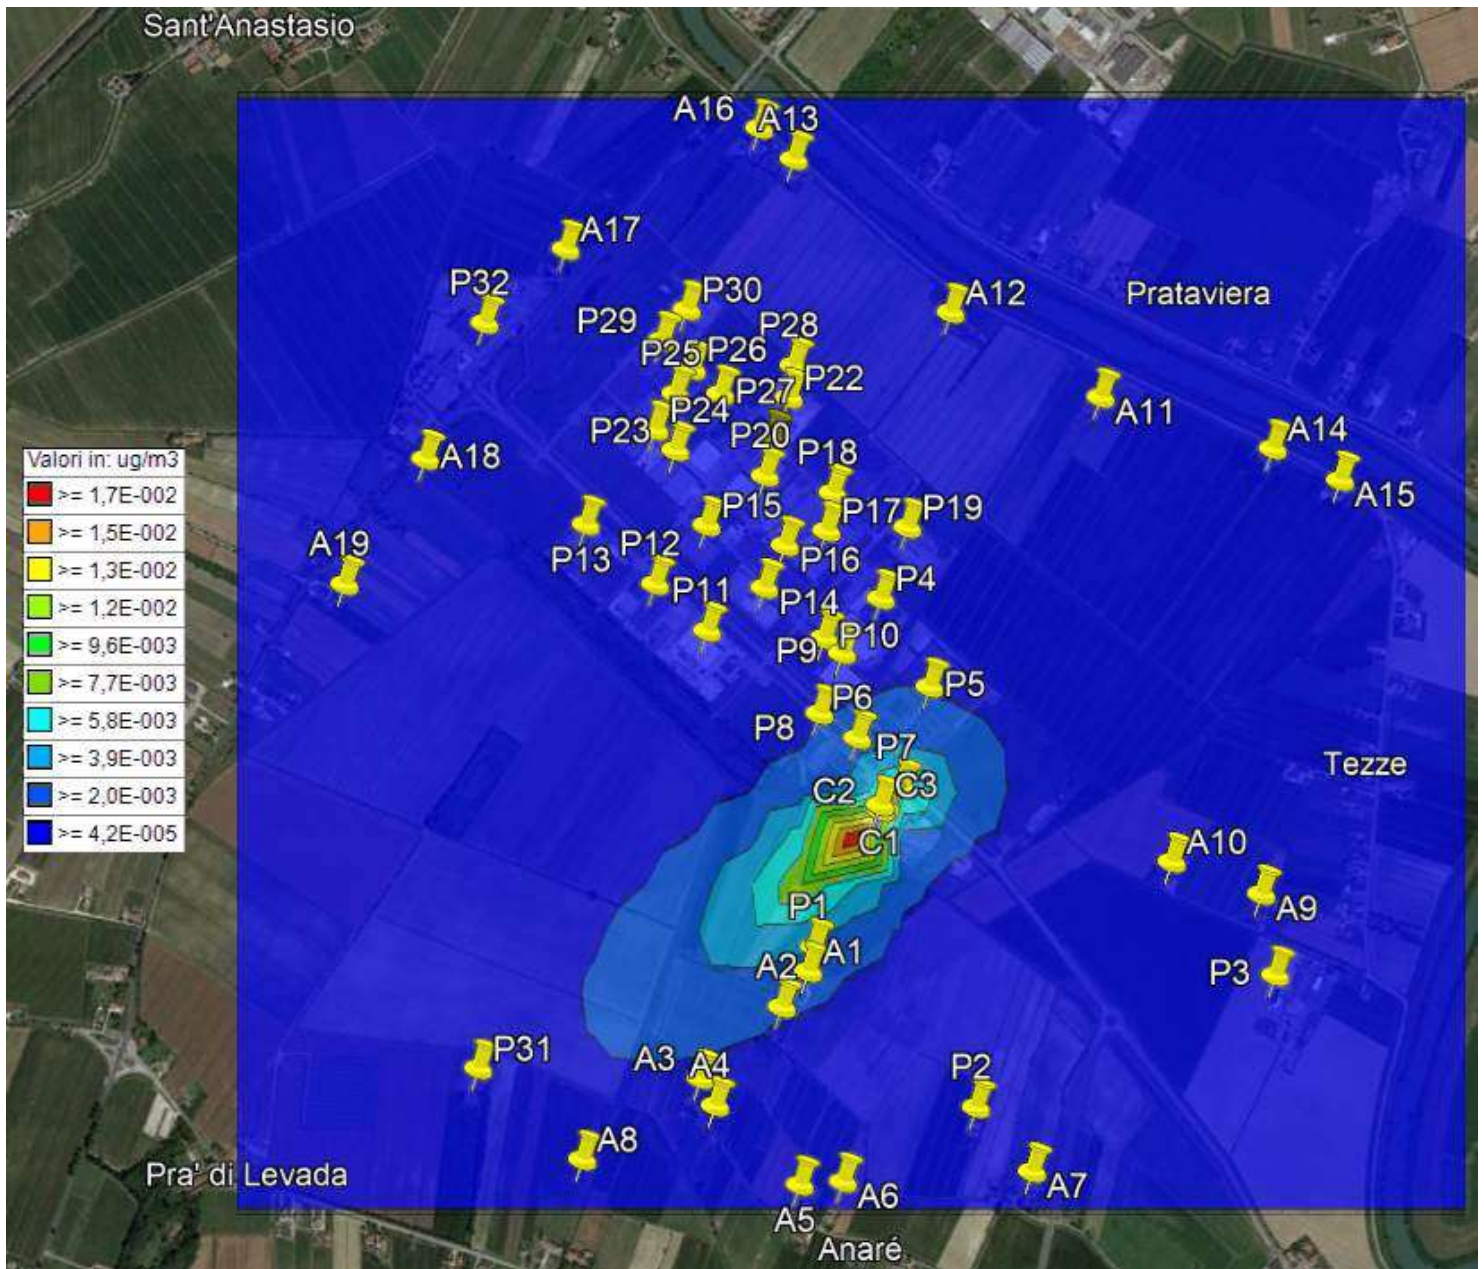 Sant'Anastasio
A16
A13
A17
P32
P30
A12
Prataviera
P29
P28
P25
P26
P27
P22
A11
P24
P23
P20
A14
Valori in: ug/m3
>= 1,7E-002
>= 1,5E-002
>= 1,3E-002
>= 1,2E-002
>= 9,6E-003
>= 7,7E-003
>= 5,8E-003
>= 3,9E-003
>= 2,0E-003
>= 4,2E-005
A18
P18
A15
P15
P17
P19
A19
P13
P12
P16
P11
P14
P4
P9
P10
P5
P6
P8
P7
Tezze
C2
C3
C1
A10
P1
A9
A1
A2
P3
P31
A3
A4
P2
A8
Pra' di Levada
A7
A6
A5
Anaré